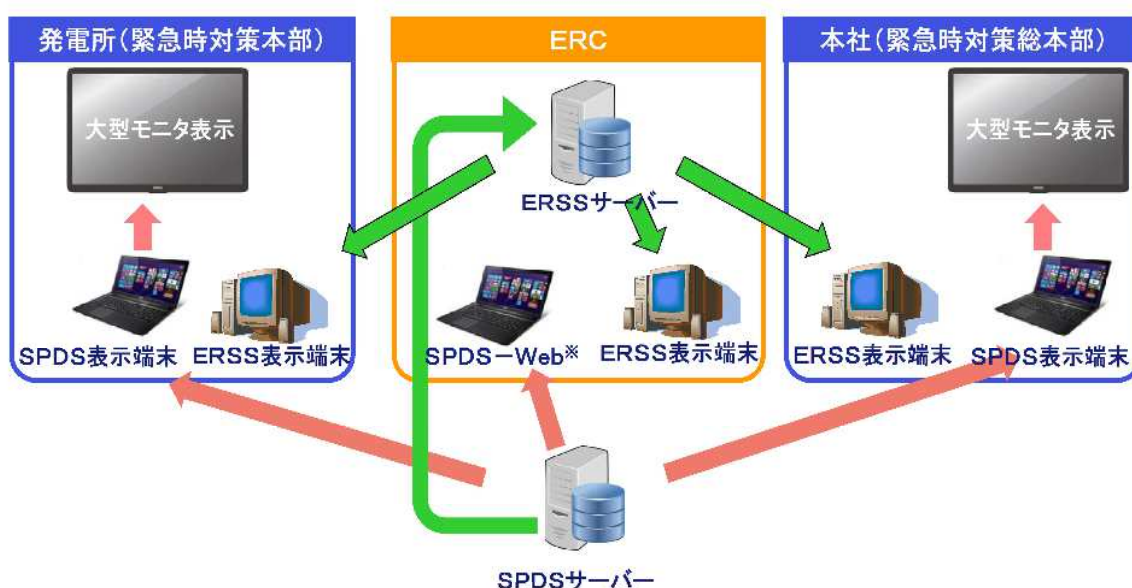 発電所(緊急時対策本部)
ERC
本社(緊急時対策総本部)
大型モニタ表示
大型モニタ表示
ERSSサーバー
SPDS表示端末
ERSS表示端末
SPDS-Web※
ERSS表示端末
ERSS表示端末
SPDS表示端末
SPDSサーバー